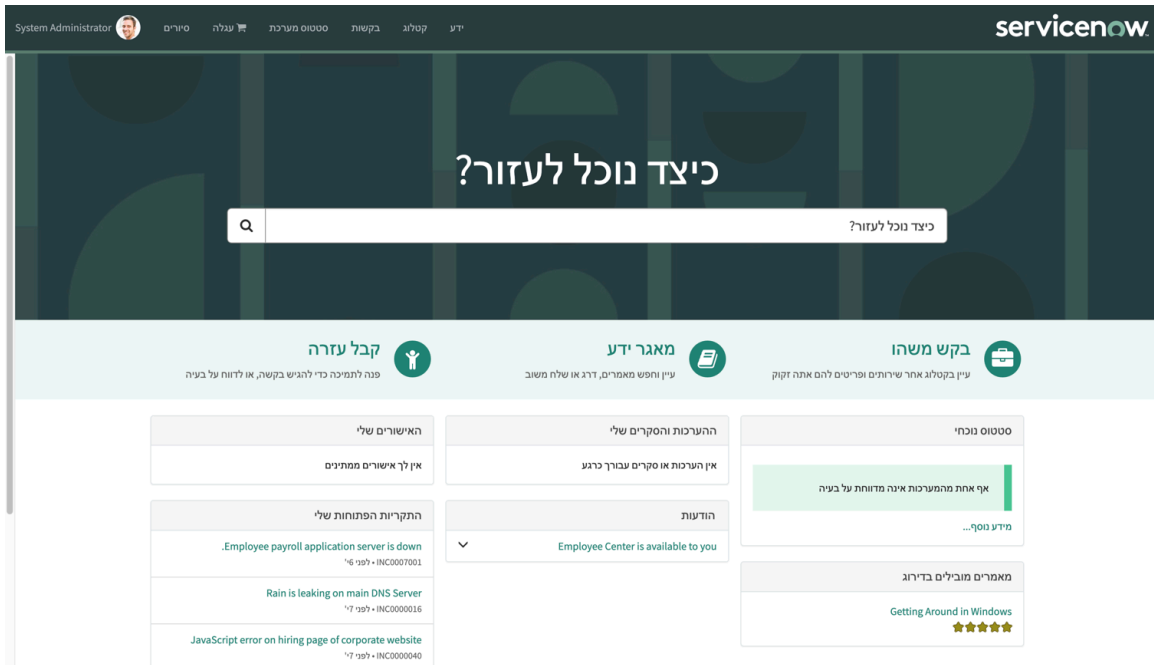 servicenow
ידע
קטלוג
בקשות
סטטוס מערכת
עגלה
סיורים
System Administrator
כיצד נוכל לעזור?
כיצד נוכל לעזור?
בקש משהו
עיין בקטלוג אחר שירותים ופריטים להם אתה זקוק
מאגר ידע
עיין וחפש מאמרים, דרג או שלח משוב
קבל עזרה
פנה לתמיכה כדי להגיש בקשה, או לדווח על בעיה
סטטוס נוכחי
אף אחת מהמערכות אינה מדווחת על בעיה
מידע נוסף...
מאמרים מובילים בדירוג
Getting Around in Windows
ההערכות והסקרים שלי
אין הערכות או סקרים עבורך כרגע
הודעות
Employee Center is available to you
האישורים שלי
אין לך אישורים ממתינים
התקריות הפתוחות שלי
Employee payroll application server is down.
INC0007001 • לפני 6י'
Rain is leaking on main DNS Server
INC0000016 • לפני 7י'
JavaScript error on hiring page of corporate website
INC0000040 • לפני 7י'